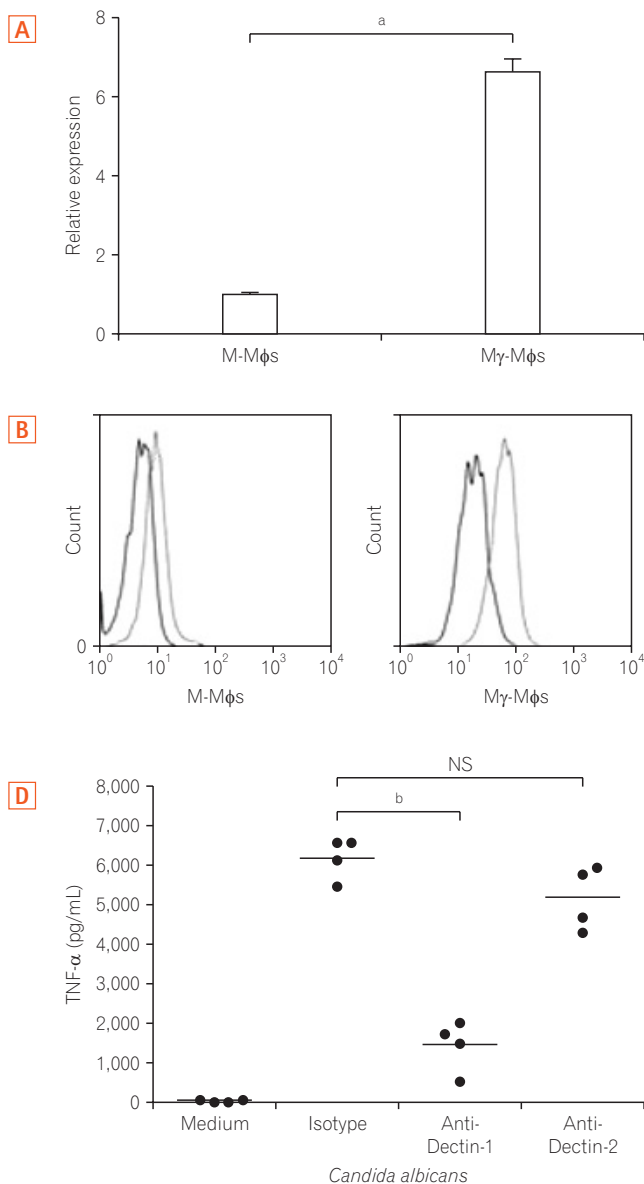 A
a
Relative expression
8
6
4
2
0
M-Mϕs
Mγ-Mϕs
B
Count
0
10⁰ 10¹ 10² 10³ 10⁴
M-Mϕs
Count
10⁰ 10¹ 10² 10³ 10⁴
Mγ-Mϕs
D
NS
b
TNF-α (pg/mL)
8,000
7,000
6,000
5,000
4,000
3,000
2,000
1,000
0
Medium
Isotype
Anti-
Dectin-1
Anti-
Dectin-2
Candida albicans